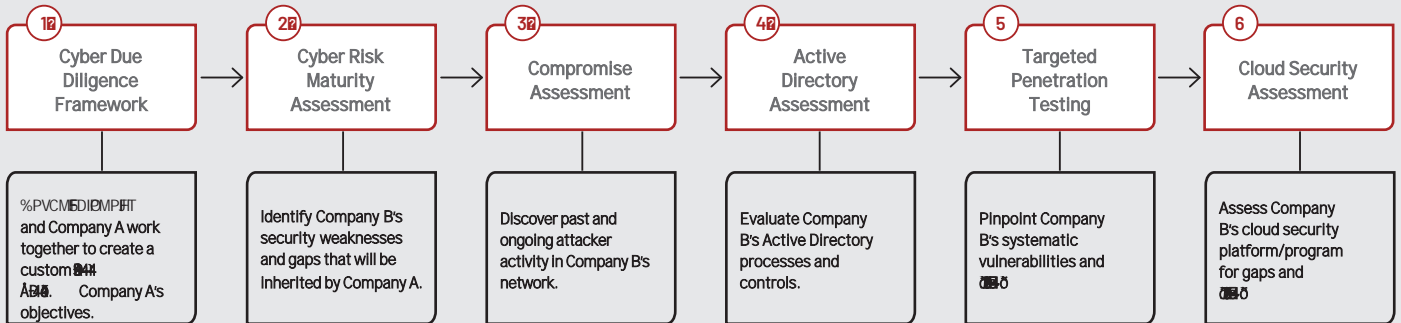 1
Cyber Due
Diligence
Framework
2
Cyber Risk
Maturity
Assessment
3
Compromise
Assessment
4
Active
Directory
Assessment
5
Targeted
Penetration
Testing
6
Cloud Security
Assessment
and Company A work
together to create a
custom
Company A's
objectives.
Identify Company B's
security weaknesses
and gaps that will be
inherited by Company A.
Discover past and
ongoing attacker
activity in Company B's
network.
Evaluate Company
B's Active Directory
processes and
controls.
Pinpoint Company
B's systematic
vulnerabilities and
Assess Company
B's cloud security
platform/program
for gaps and